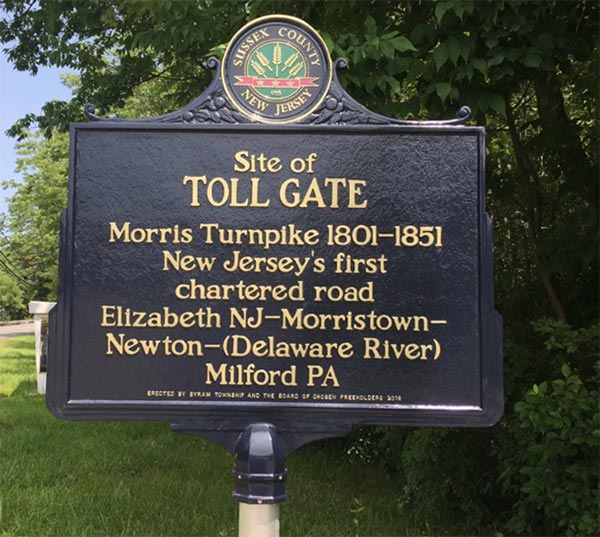 SUSSEX COUNTY
NEW JERSEY
1753
Site of
TOLL GATE
Morris Turnpike 1801–1851
New Jersey's first
chartered road
Elizabeth NJ–Morristown–
Newton–(Delaware River)
Milford PA
ERECTED BY BYRAM TOWNSHIP AND THE BOARD OF CHOSEN FREEHOLDERS 2018